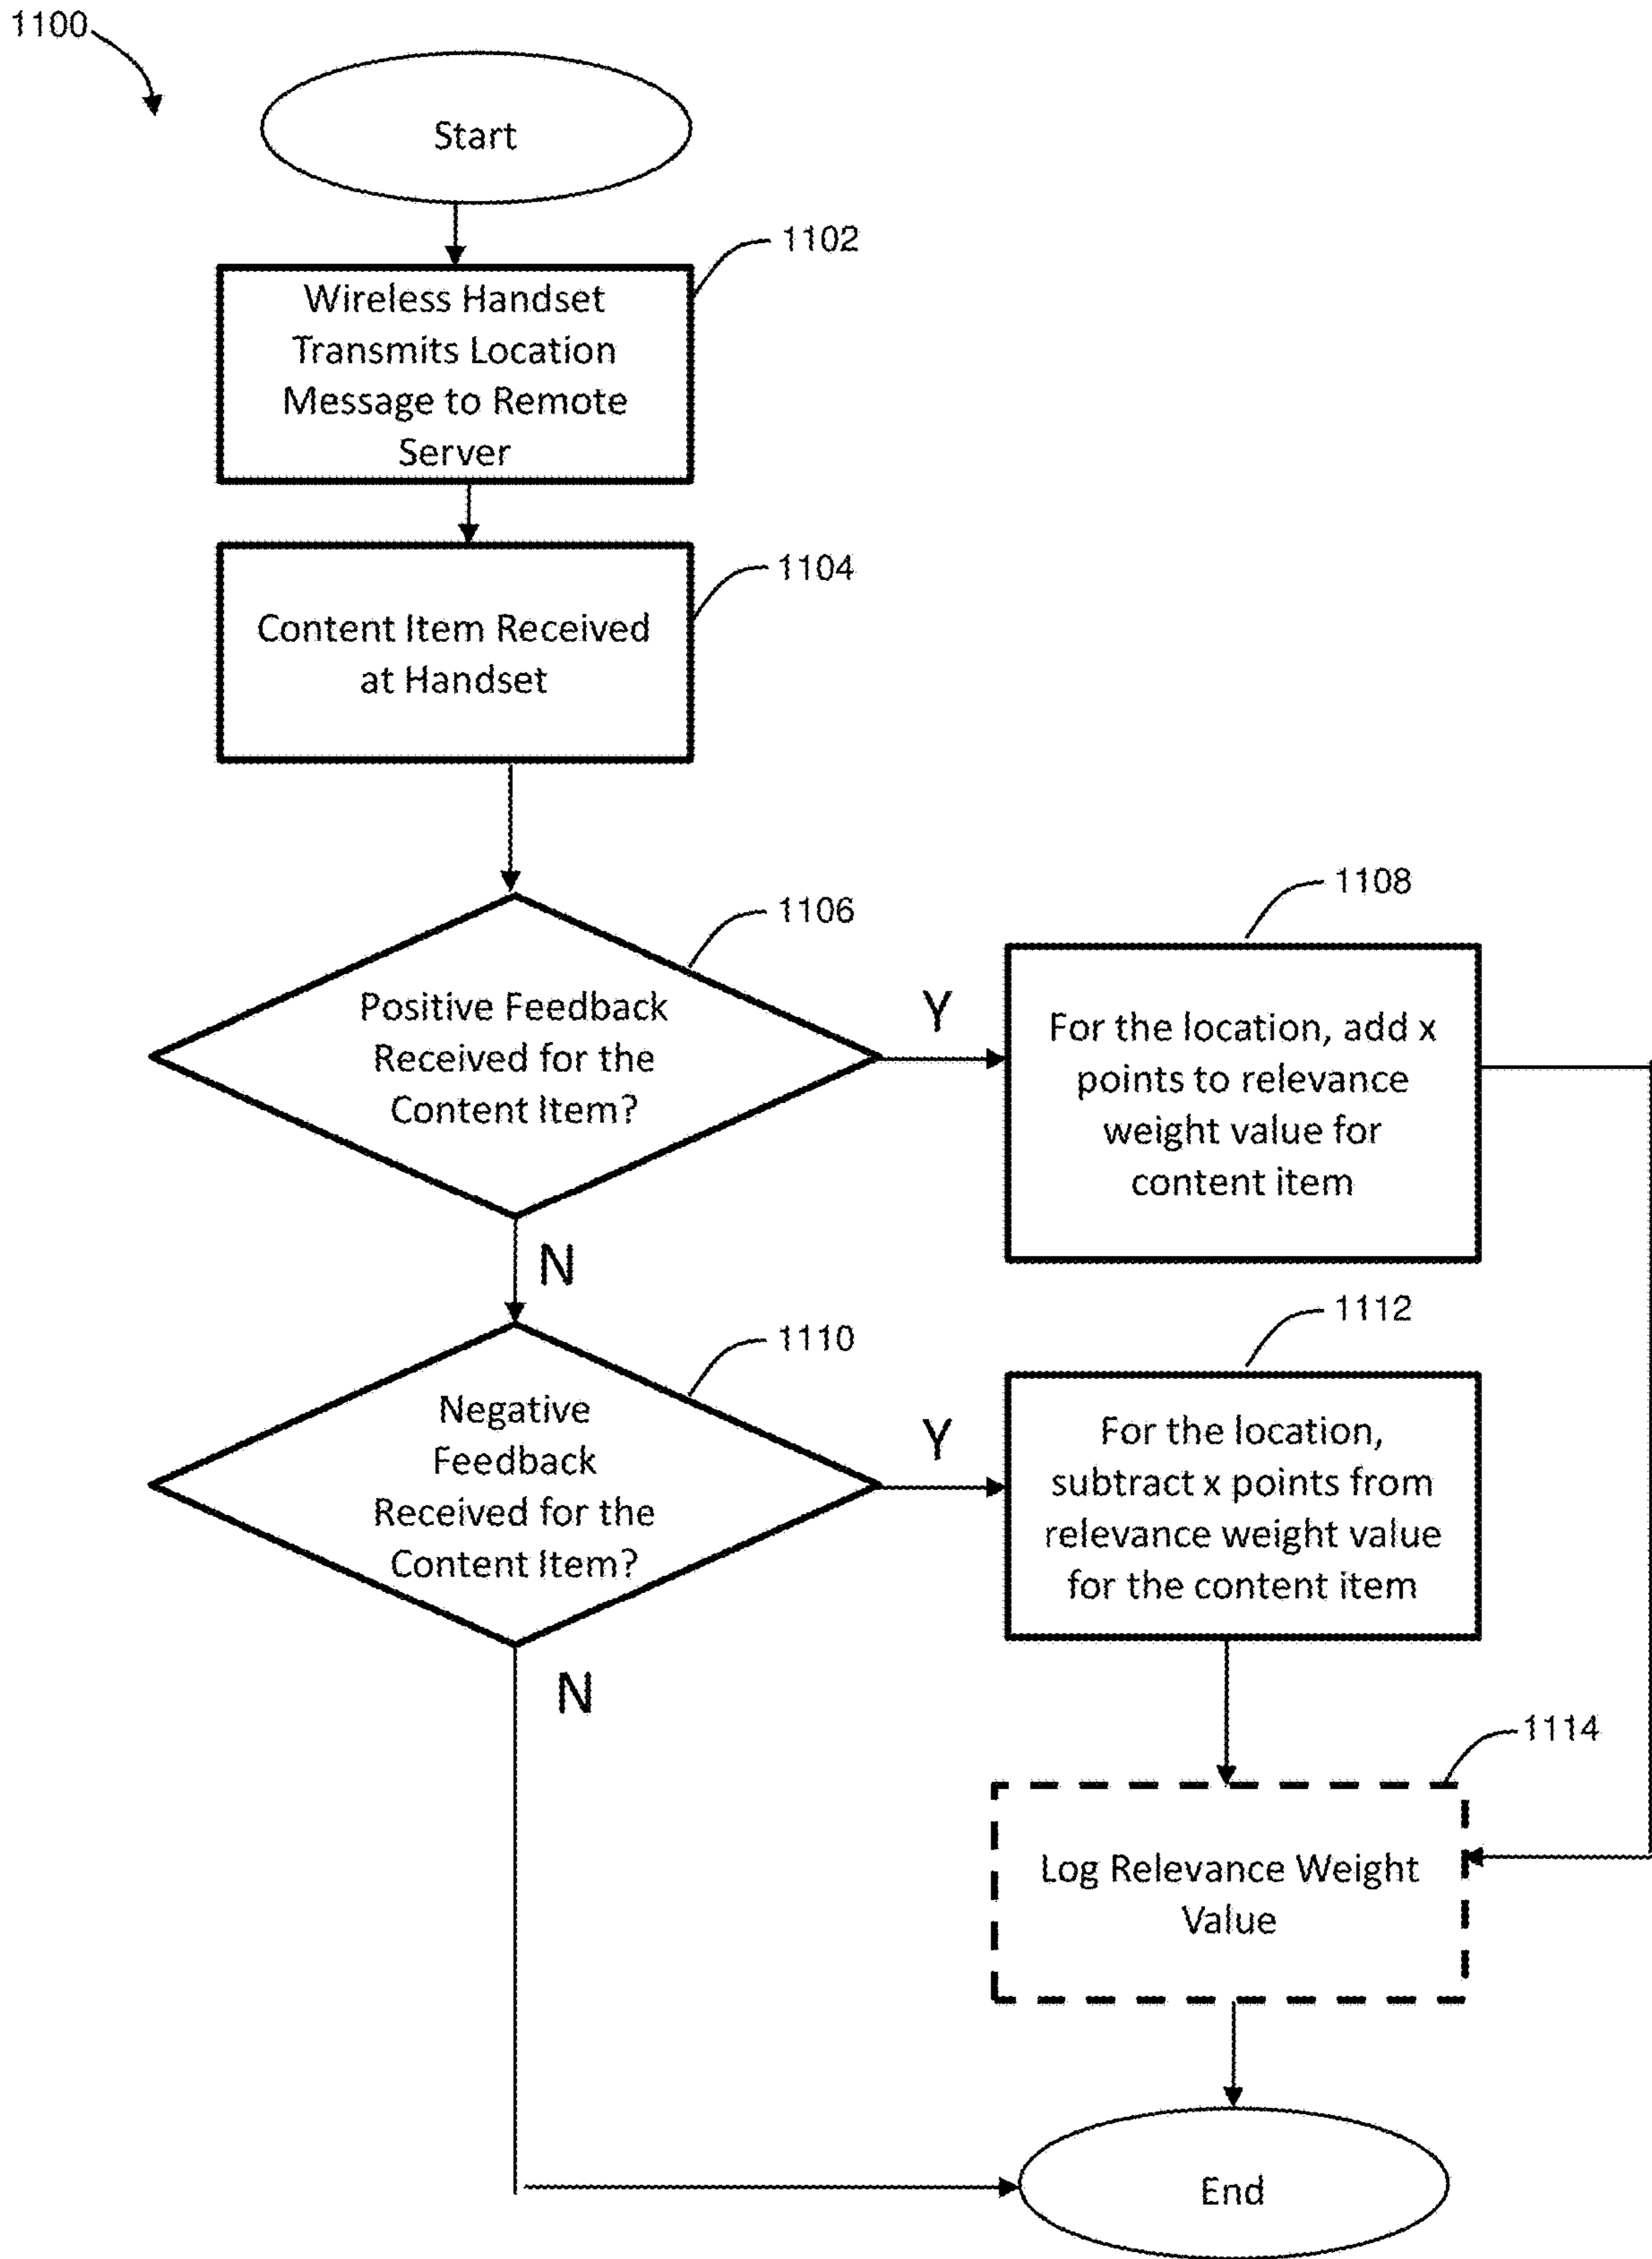 1100
Start
1102
Wireless Handset
Transmits Location
Message to Remote
Server
1104
Content Item Received
at Handset
1106
Positive Feedback
Received for the
Content Item?
Y
1108
For the location, add x
points to relevance
weight value for
content item
N
1110
Negative
Feedback
Received for the
Content Item?
Y
1112
For the location,
subtract x points from
relevance weight value
for the content item
N
1114
Log Relevance Weight
Value
End